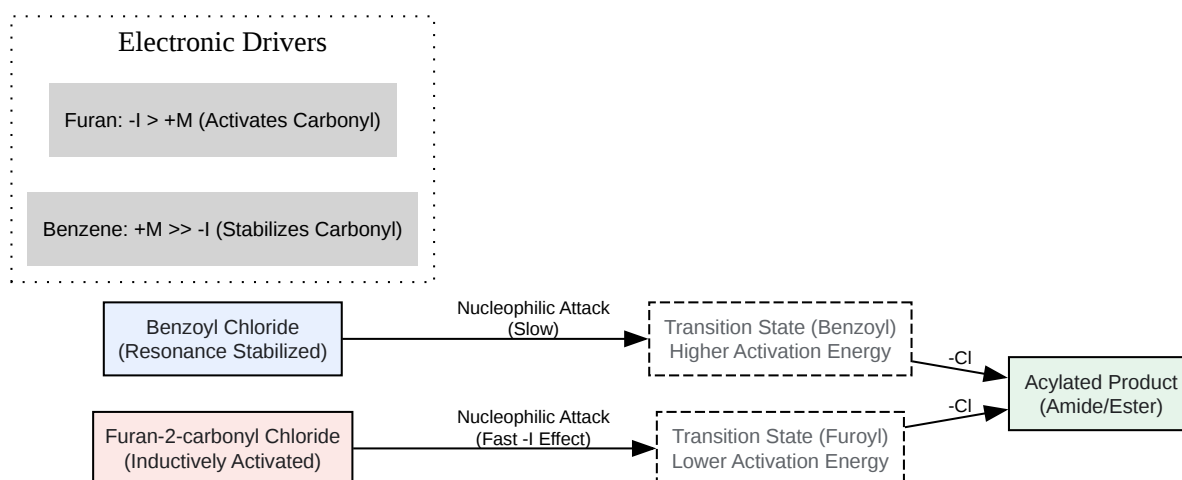 Electronic Drivers
Furan: -I > +M (Activates Carbonyl)
Benzene: +M >> -I (Stabilizes Carbonyl)
Benzoyl Chloride
(Resonance Stabilized)
Nucleophilic Attack
(Slow)
Transition State (Benzoyl)
Higher Activation Energy
-Cl
Acylated Product
(Amide/Ester)
Furan-2-carbonyl Chloride
(Inductively Activated)
Nucleophilic Attack
(Fast -I Effect)
Transition State (Furoyl)
Lower Activation Energy
-Cl